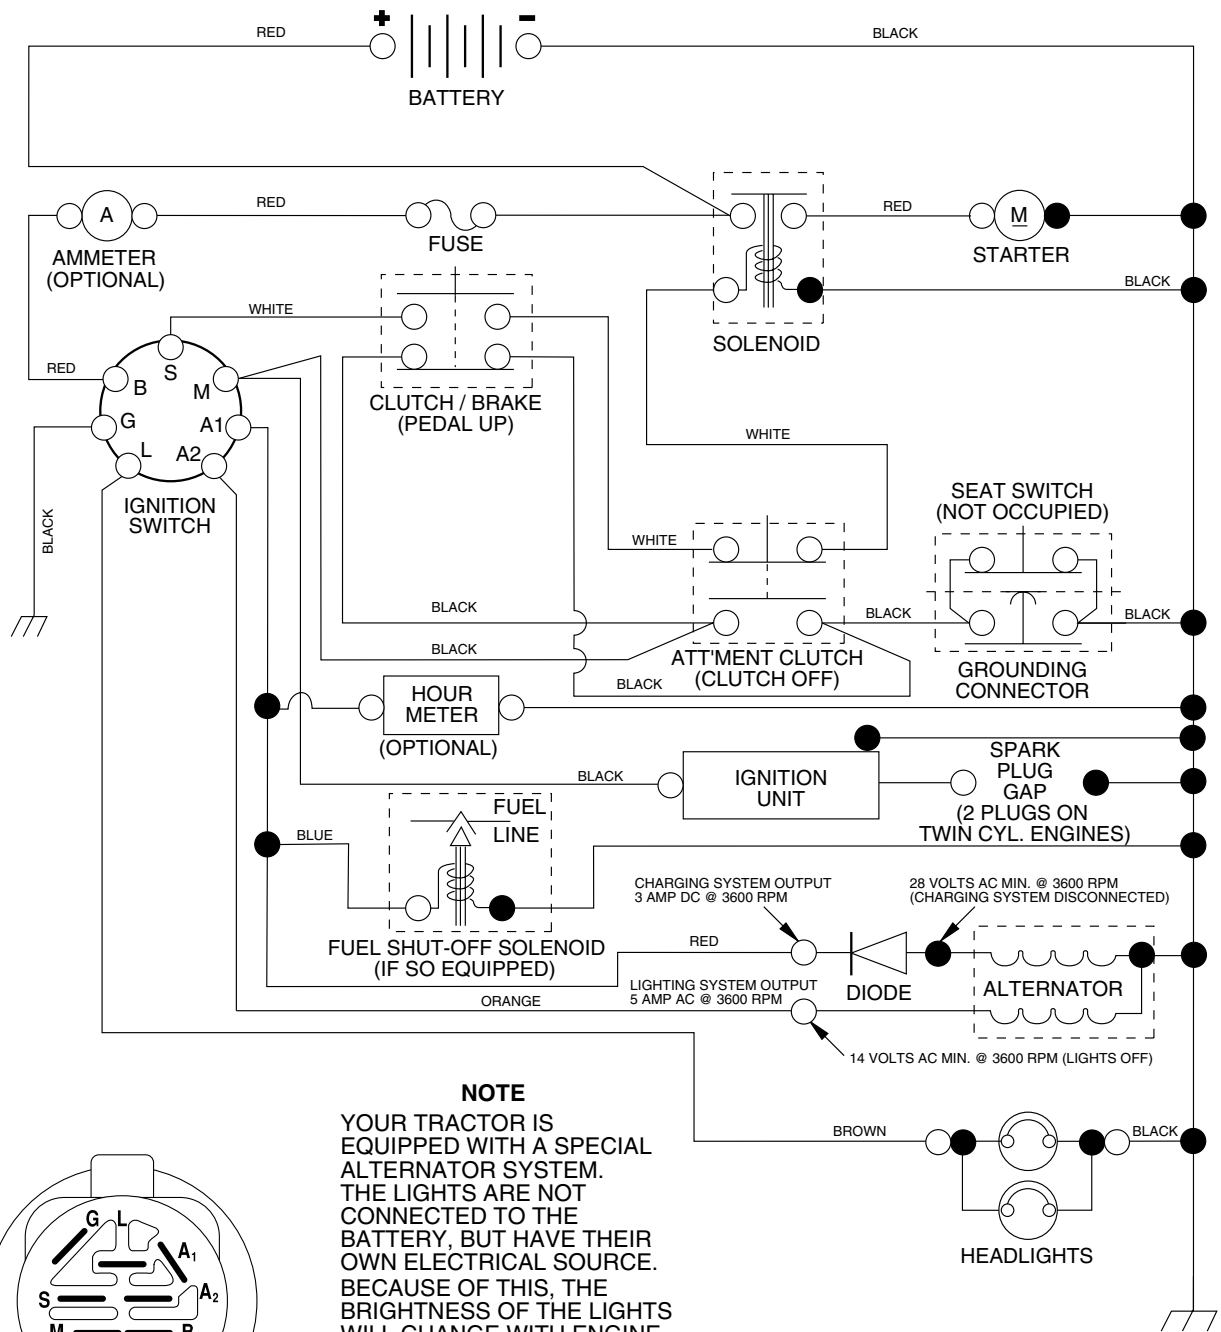 + -
RED
BLACK
BATTERY
A
RED
RED
M
AMMETER
(OPTIONAL)
FUSE
STARTER
BLACK
WHITE
SOLENOID
RED
S
B
M
G
A1
L
A2
CLUTCH / BRAKE
(PEDAL UP)
WHITE
IGNITION
SWITCH
BLACK
SEAT SWITCH
(NOT OCCUPIED)
WHITE
BLACK
BLACK
BLACK
BLACK
ATT'MENT CLUTCH
(CLUTCH OFF)
BLACK
GROUNDING
CONNECTOR
HOUR
METER
(OPTIONAL)
BLACK
IGNITION
UNIT
SPARK
PLUG
GAP
(2 PLUGS ON
TWIN CYL. ENGINES)
FUEL
LINE
BLUE
CHARGING SYSTEM OUTPUT
3 AMP DC @ 3600 RPM
28 VOLTS AC MIN. @ 3600 RPM
(CHARGING SYSTEM DISCONNECTED)
FUEL SHUT-OFF SOLENOID
(IF SO EQUIPPED)
RED
LIGHTING SYSTEM OUTPUT
5 AMP AC @ 3600 RPM
DIODE
ALTERNATOR
ORANGE
14 VOLTS AC MIN. @ 3600 RPM (LIGHTS OFF)
NOTE
YOUR TRACTOR IS
EQUIPPED WITH A SPECIAL
ALTERNATOR SYSTEM.
THE LIGHTS ARE NOT
CONNECTED TO THE
BATTERY, BUT HAVE THEIR
OWN ELECTRICAL SOURCE.
BECAUSE OF THIS, THE
BRIGHTNESS OF THE LIGHTS
WILL CHANGE WITH ENGINE
BROWN
BLACK
HEADLIGHTS
G L
A1
A2
S
M B